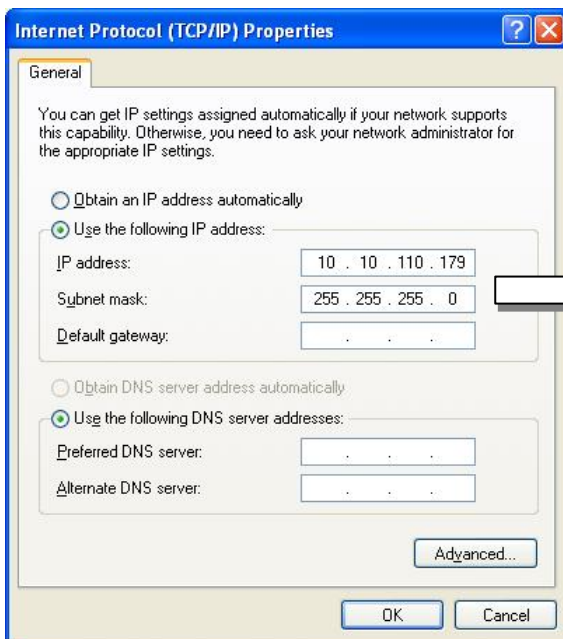 Internet Protocol (TCP/IP) Properties
General
You can get IP settings assigned automatically if your network supports
this capability. Otherwise, you need to ask your network administrator for
the appropriate IP settings.
Obtain an IP address automatically
Use the following IP address:
IP address: 10 . 10 . 110 . 179
Subnet mask: 255 . 255 . 255 . 0
Default gateway: . . .
Obtain DNS server address automatically
Use the following DNS server addresses:
Preferred DNS server: . . .
Alternate DNS server: . . .
Advanced...
OK Cancel